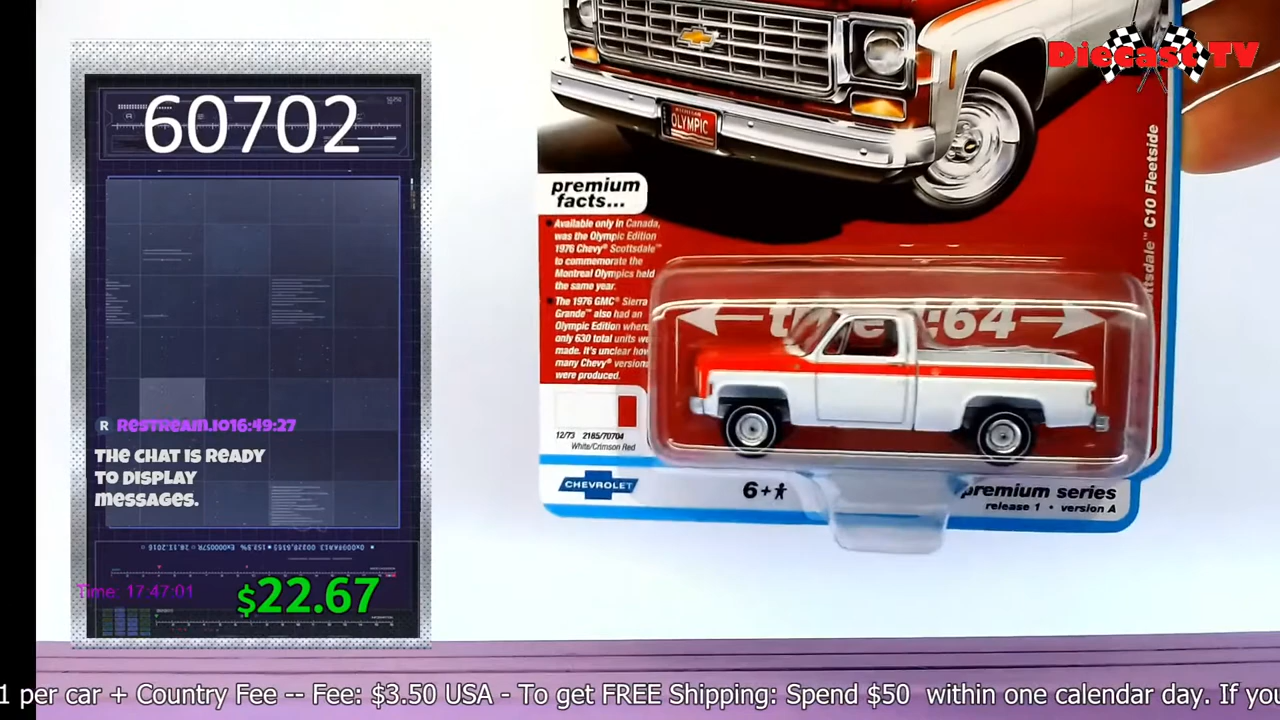 60702
Restream.io16:49:27
The chat is ready
to display
messages.
Time: 17:47:01
$22.67
Diecast TV
OLYMPIC
premium
facts...
Available only in Canada,
was the Olympic Edition
1976 Chevy® Scottsdale™
to commemorate the
Montreal Olympics held
the same year.
The 1976 GMC® Sierra
Grande™ also had an
Olympic Edition where
only 630 total units we
made. It's unclear how
many Chevy® versions
were produced.
ttsdale™ C10 Fleetside
:64
12/73 2185/70704
White/Crimson Red
CHEVROLET
6+
premium series
release 1 • version A
1 per car + Country Fee -- Fee: $3.50 USA - To get FREE Shipping: Spend $50 within one calendar day. If you